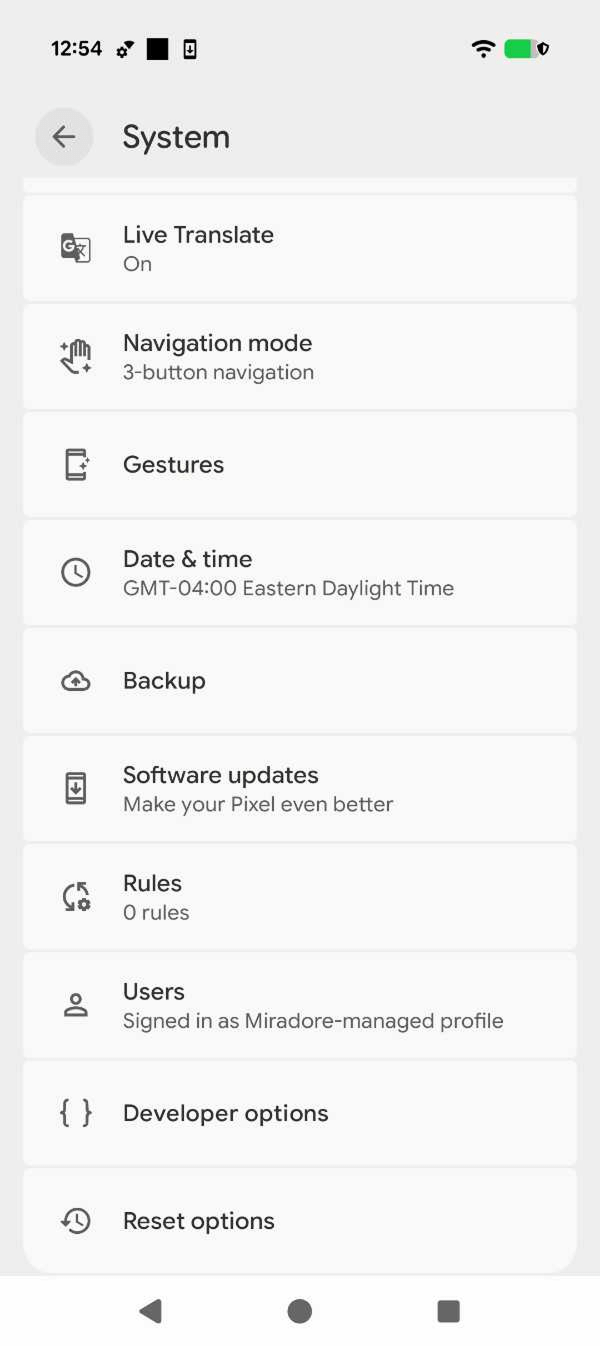 12:54
System
Live Translate
On
Navigation mode
3-button navigation
Gestures
Date & time
GMT-04:00 Eastern Daylight Time
Backup
Software updates
Make your Pixel even better
Rules
0 rules
Users
Signed in as Miradore-managed profile
Developer options
Reset options